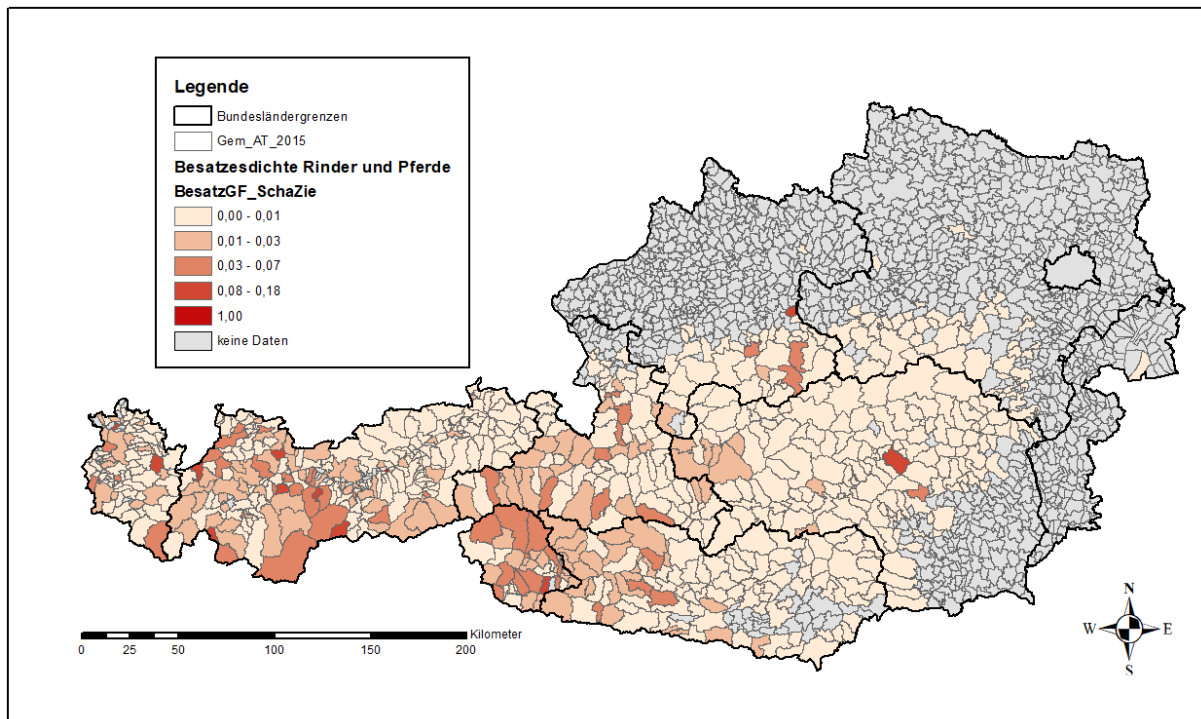 Legende
Bundesländergrenzen
Gem_AT_2015
Besatzesdichte Rinder und Pferde
BesatzGF_SchaZie
0,00 - 0,01
0,01 - 0,03
0,03 - 0,07
0,08 - 0,18
1,00
keine Daten
N
W E
S
Kilometer
0 25 50 100 150 200